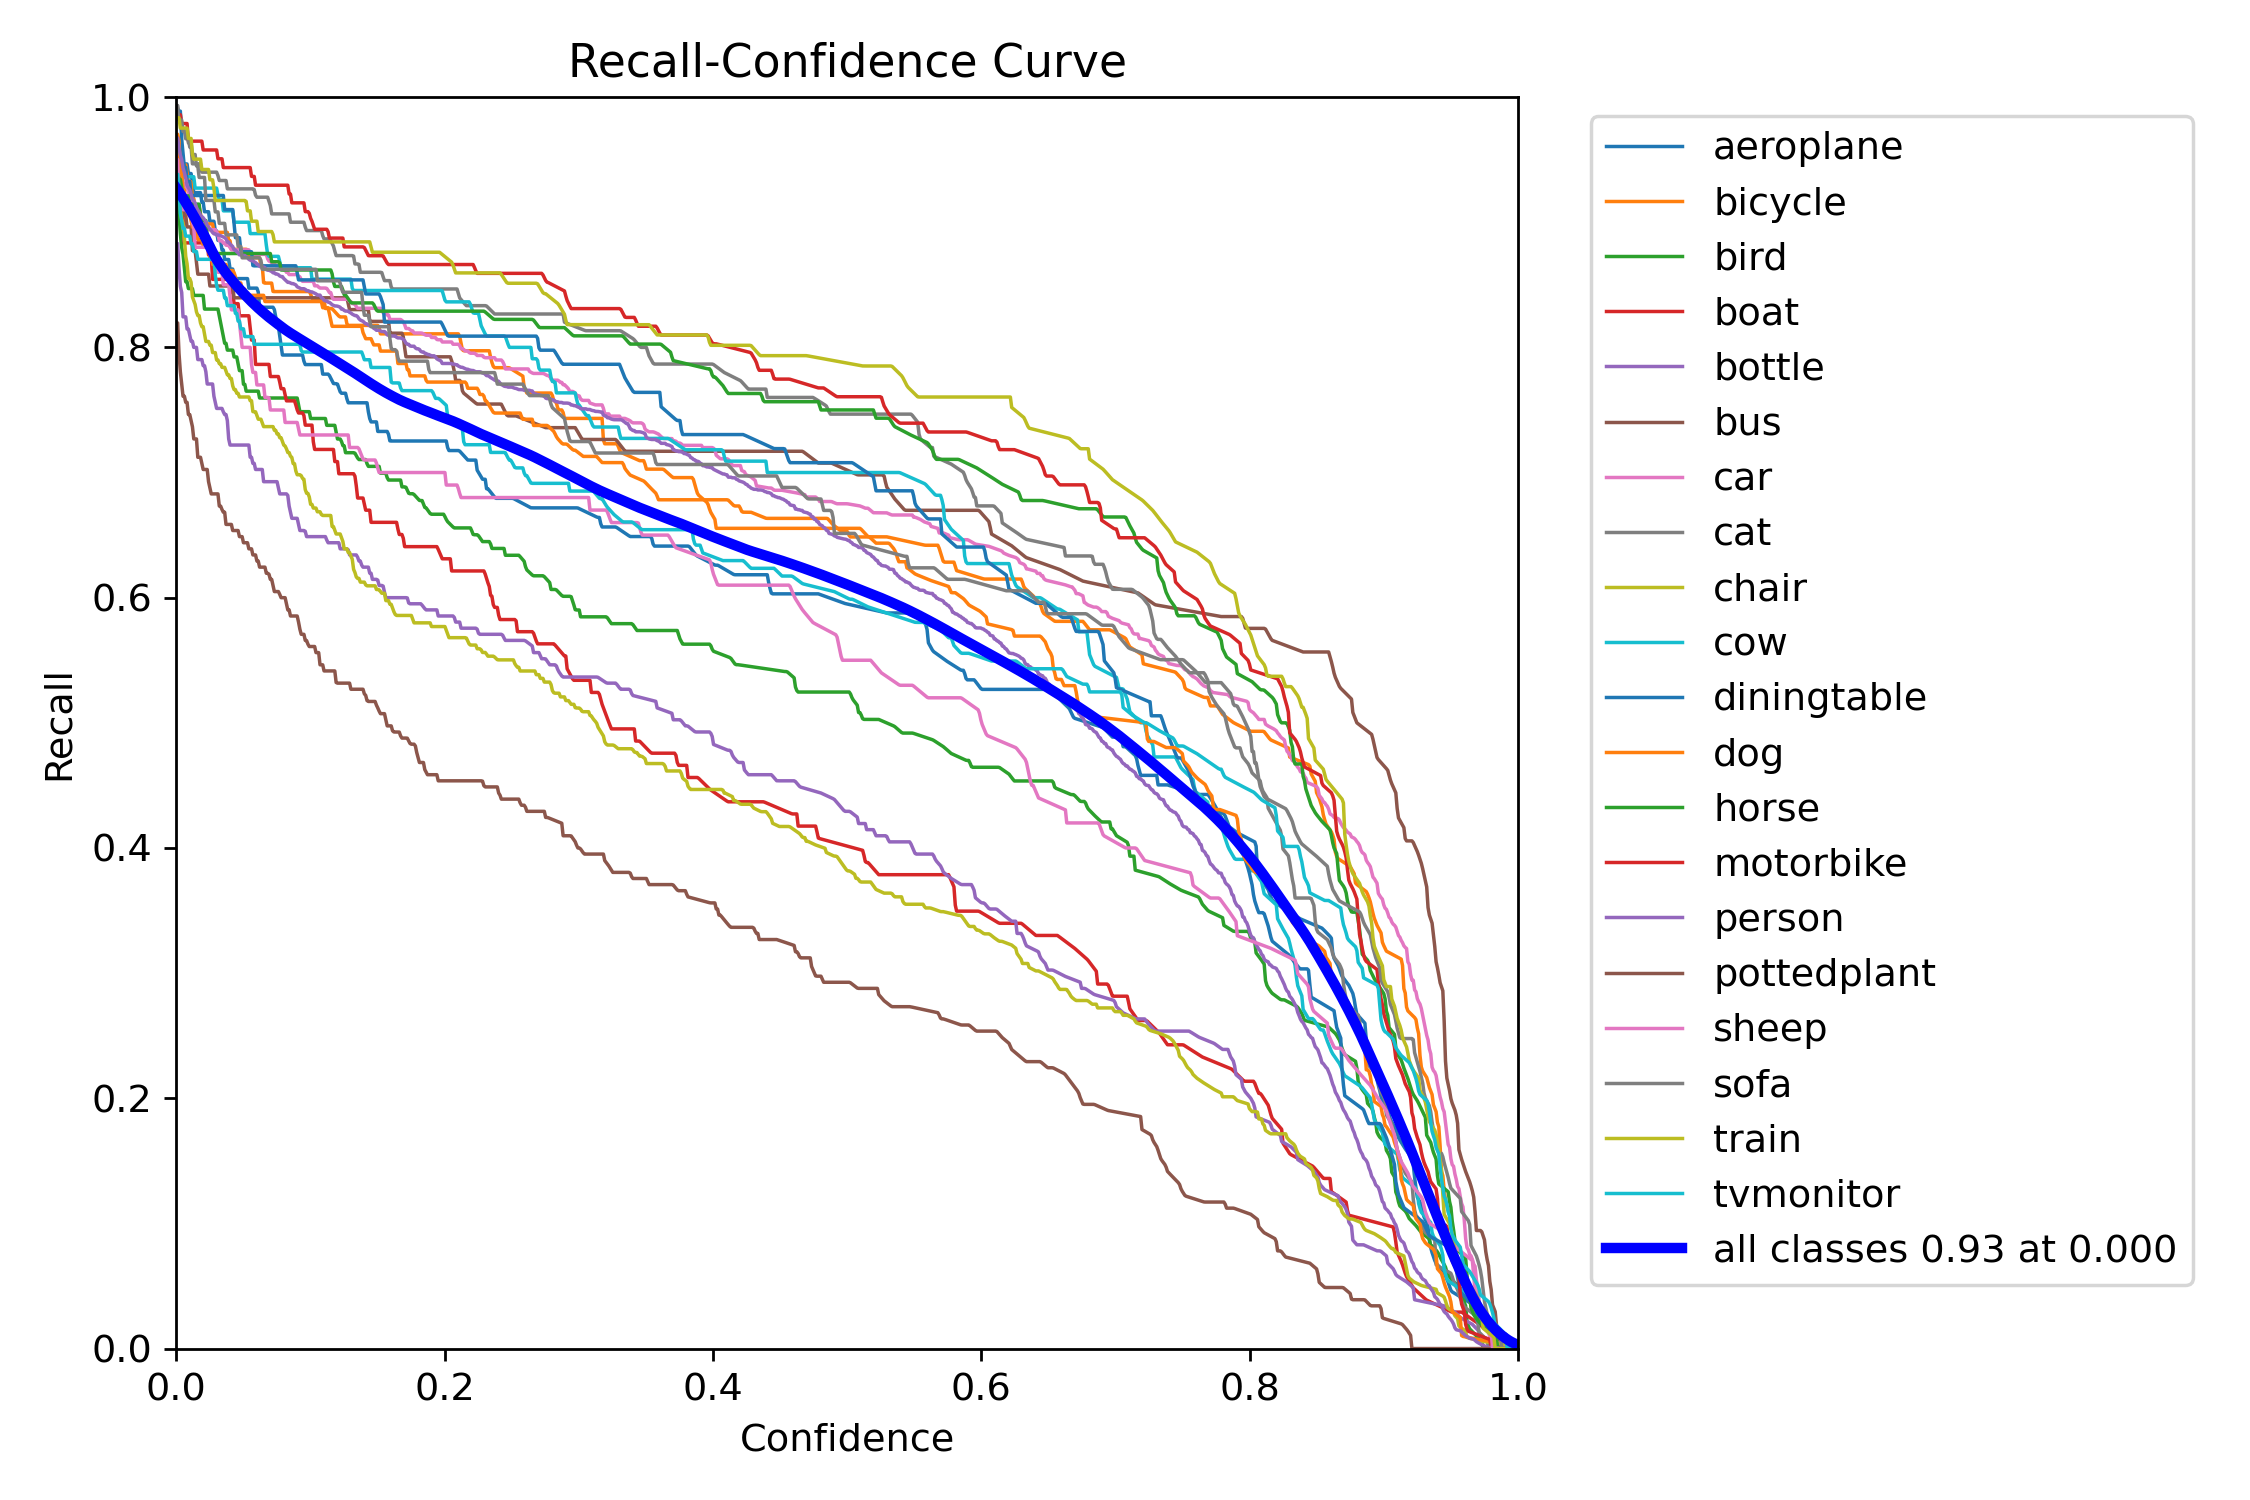 Recall-Confidence Curve
1.0
0.8
0.6
0.4
0.2
0.0
Recall
0.0 0.2 0.4 0.6 0.8 1.0
Confidence
aeroplane
bicycle
bird
boat
bottle
bus
car
cat
chair
cow
diningtable
dog
horse
motorbike
person
pottedplant
sheep
sofa
train
tvmonitor
all classes 0.93 at 0.000